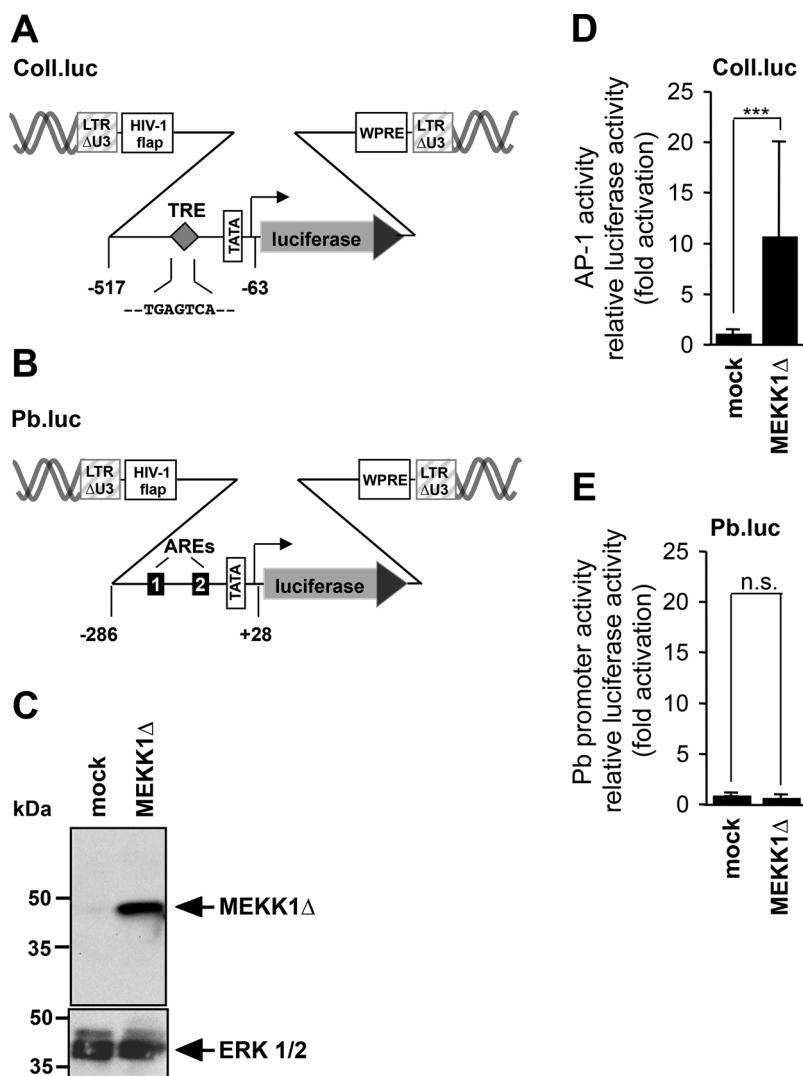 A
Coll.luc
LTR
ΔU3
HIV-1
flap
WPRE
LTR
ΔU3
TRE
TATA
luciferase
-517
-63
--TGAGTCA--
B
Pb.luc
LTR
ΔU3
HIV-1
flap
WPRE
LTR
ΔU3
AREs
1
2
TATA
luciferase
-286
+28
C
kDa
mock
MEKK1Δ
50
35
MEKK1Δ
50
35
ERK 1/2
D
Coll.luc
AP-1 activity
relative luciferase activity
(fold activation)
25
20
15
10
5
0
***
mock
MEKK1Δ
E
Pb.luc
Pb promoter activity
relative luciferase activity
(fold activation)
25
20
15
10
5
0
n.s.
mock
MEKK1Δ